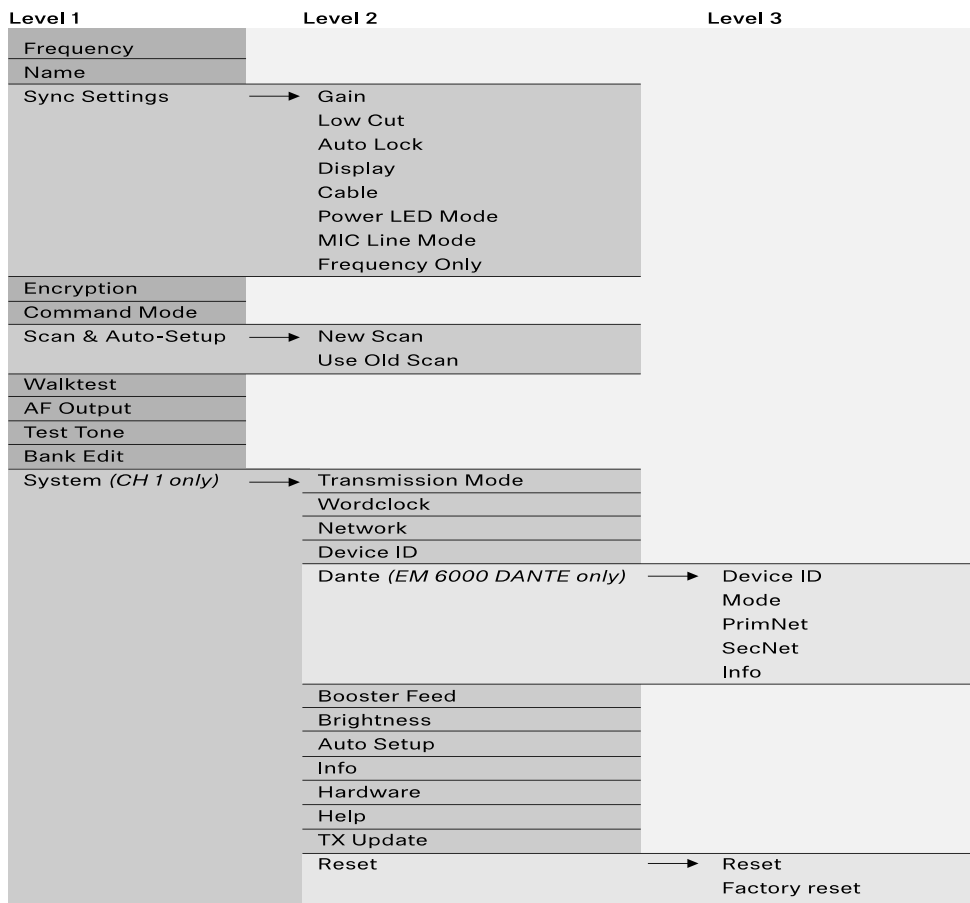 Level 1 Level 2 Level 3
Frequency
Name
Sync Settings Gain
Low Cut
Auto Lock
Display
Cable
Power LED Mode
MIC Line Mode
Frequency Only
Encryption
Command Mode
Scan & Auto-Setup New Scan
Use Old Scan
Walktest
AF Output
Test Tone
Bank Edit
System (CH 1 only) Transmission Mode
Wordclock
Network
Device ID
Dante (EM 6000 DANTE only) Device ID
Mode
PrimNet
SecNet
Info
Booster Feed
Brightness
Auto Setup
Info
Hardware
Help
TX Update
Reset Reset
Factory reset